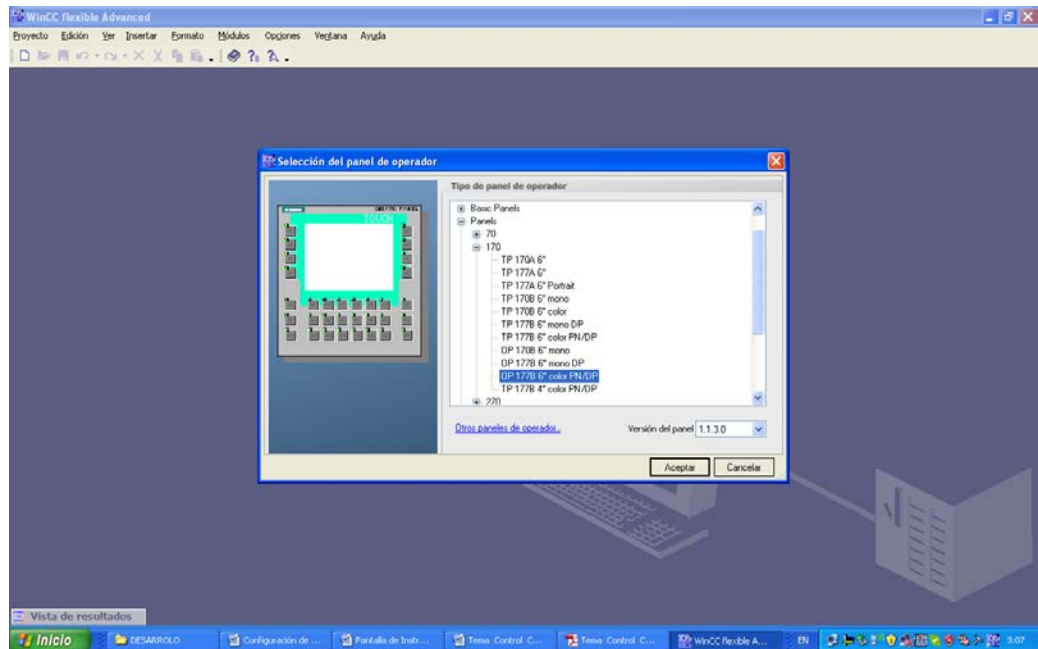 WinCC flexible Advanced
Proyecto Edición Ver Insertar Formato Módulos Opciones Ventana Ayuda
Selección del panel de operador
Tipo de panel de operador
TOUCH
Basic Panels
Panels
70
170
TP 170A 6"
TP 177A 6"
TP 177A 6" Portrait
TP 170B 6" mono
TP 170B 6" color
TP 177B 6" mono DP
TP 177B 6" color PN/DP
OP 170B 6" mono
OP 177B 6" mono DP
OP 177B 6" color PN/DP
TP 177B 4" color PN/DP
270
Otros paneles de operador...
Versión del panel 1.1.3.0
Aceptar Cancelar
Vista de resultados
Inicio DESARROLO Configuración de ... Pantalla de Instr... Tema Control C... Tema Control C... WinCC flexible A... EN 3:07